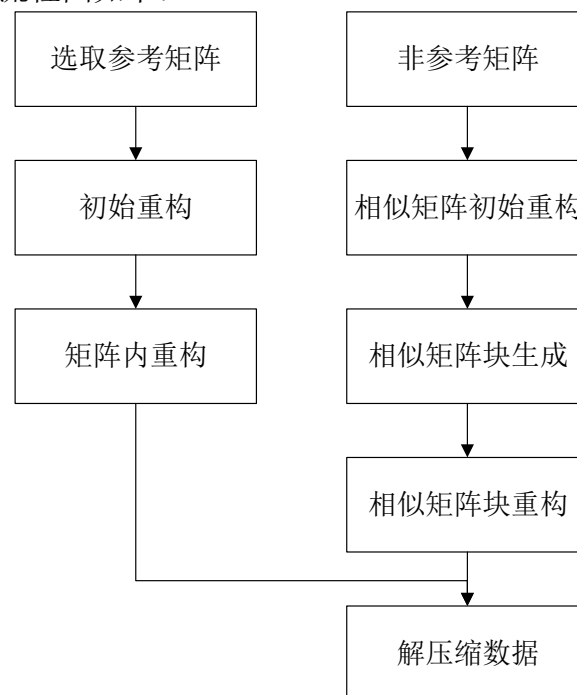 选取参考矩阵
非参考矩阵
初始重构
相似矩阵初始重构
矩阵内重构
相似矩阵块生成
相似矩阵块重构
解压缩数据